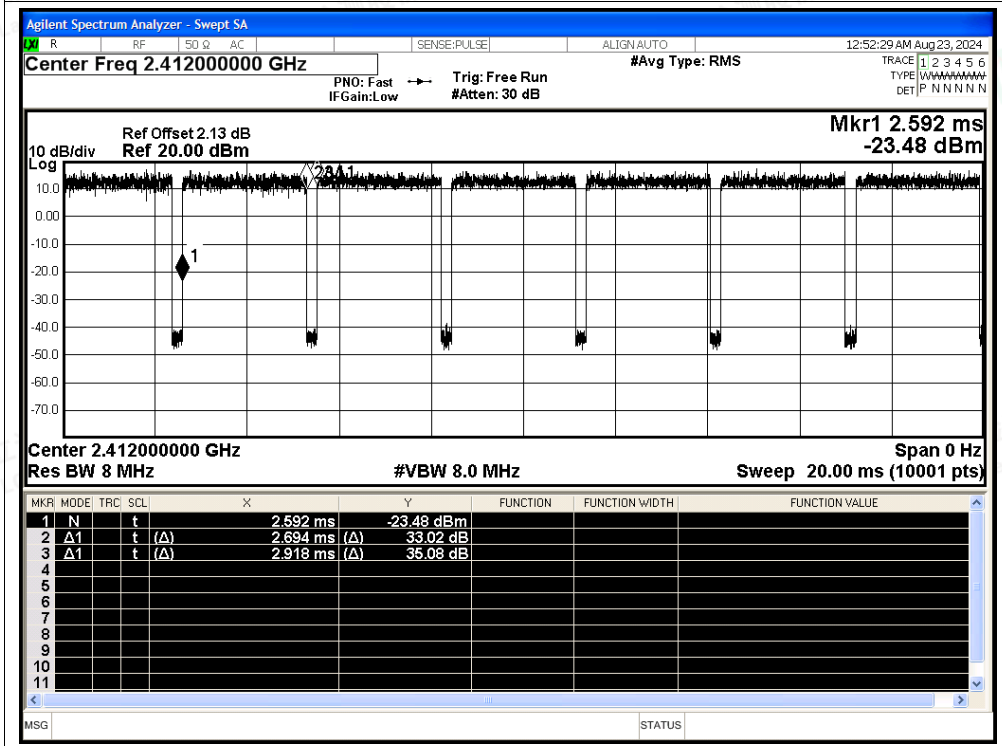 Agilent Spectrum Analyzer - Swept SA
LXI R RF 50 Ω AC SENSE:PULSE ALIGN AUTO 12:52:29 AM Aug 23, 2024
Center Freq 2.412000000 GHz
PNO: Fast
IFGain:Low
Trig: Free Run
#Atten: 30 dB
#Avg Type: RMS
TRACE 1 2 3 4 5 6
TYPE
DET P N N N N N
Ref Offset 2.13 dB
10 dB/div Ref 20.00 dBm
Mkr1 2.592 ms
-23.48 dBm
Log
10.0
0.00
-10.0
-20.0
-30.0
-40.0
-50.0
-60.0
-70.0
1
Center 2.412000000 GHz Span 0 Hz
Res BW 8 MHz #VBW 8.0 MHz Sweep 20.00 ms (10001 pts)
MKR MODE TRC SCL X Y FUNCTION FUNCTION WIDTH FUNCTION VALUE
1 N t 2.592 ms -23.48 dBm
2 Δ1 t (Δ) 2.694 ms (Δ) 33.02 dB
3 Δ1 t (Δ) 2.918 ms (Δ) 35.08 dB
4
5
6
7
8
9
10
11
MSG STATUS